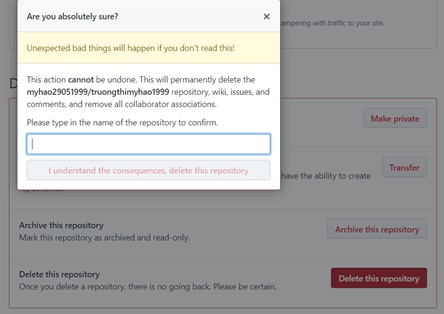 Are you absolutely sure?
×
ampering with traffic to your site.
Unexpected bad things will happen if you don't read this!
This action cannot be undone. This will permanently delete the
myhao29051999/truongthimyhao1999 repository, wiki, issues, and
comments, and remove all collaborator associations.
Please type in the name of the repository to confirm.
I understand the consequences, delete this repository
D
Make private
Transfer
have the ability to create
Archive this repository
Mark this repository as archived and read-only.
Archive this repository
Delete this repository
Once you delete a repository, there is no going back. Please be certain.
Delete this repository